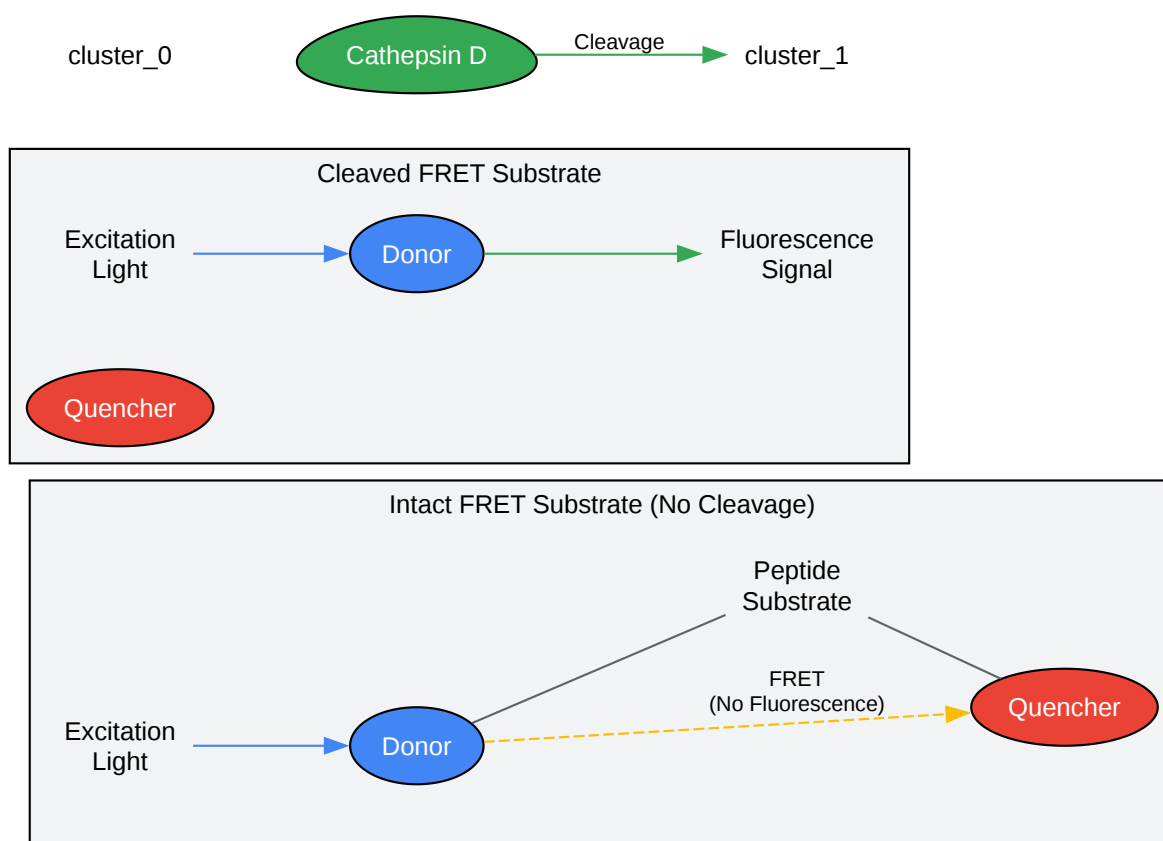 cluster_0
Cathepsin D
Cleavage
cluster_1
Cleaved FRET Substrate
Excitation
Light
Donor
Fluorescence
Signal
Quencher
Intact FRET Substrate (No Cleavage)
Peptide
Substrate
FRET
(No Fluorescence)
Quencher
Excitation
Light
Donor